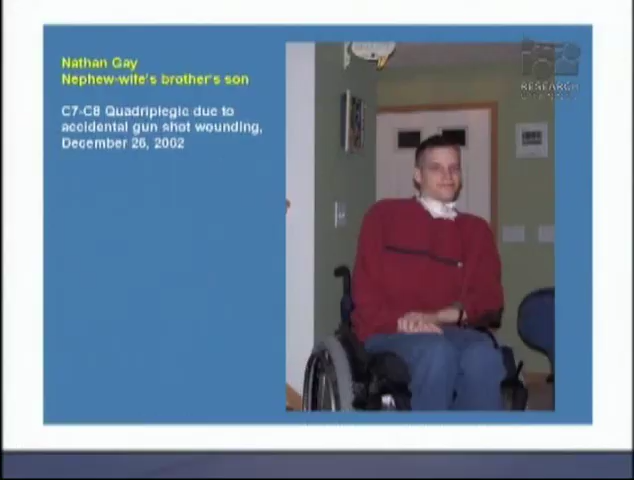 Nathan Gay
Nephew-wife's brother's son
C7-C8 Quadriplegic due to
accidental gun shot wounding,
December 26, 2002
RESEARCH